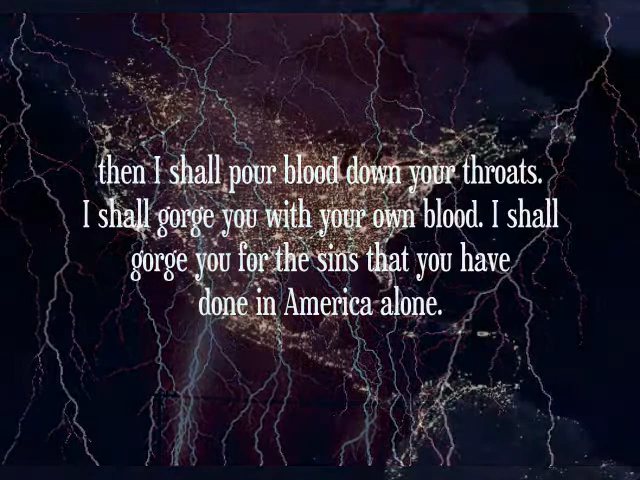 then I shall pour blood down your throats.
I shall gorge you with your own blood. I shall
gorge you for the sins that you have
done in America alone.